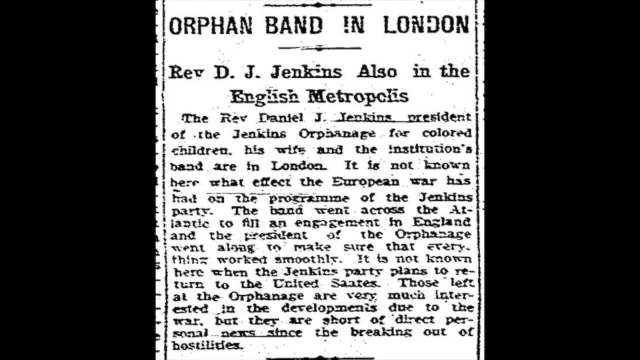 ORPHAN BAND IN LONDON
Rev D. J. Jenkins Also in the
English Metropolis
The Rev Daniel J. Jenkins, president
of the Jenkins Orphanage for colored
children, his wife and the institution's
band are in London. It is not known
here what effect the European war has
had on the programme of the Jenkins
party. The band went across the At-
lantic to fill an engagement in England
and the president of the Orphanage
went along to make sure that every-
thing worked smoothly. It is not known
here when the Jenkins party plans to re-
turn to the United Saates. Those left
at the Orphanage are very much inter-
ested in the developments due to the
war, but they are short of direct per-
sonal news since the breaking out of
hostilities.